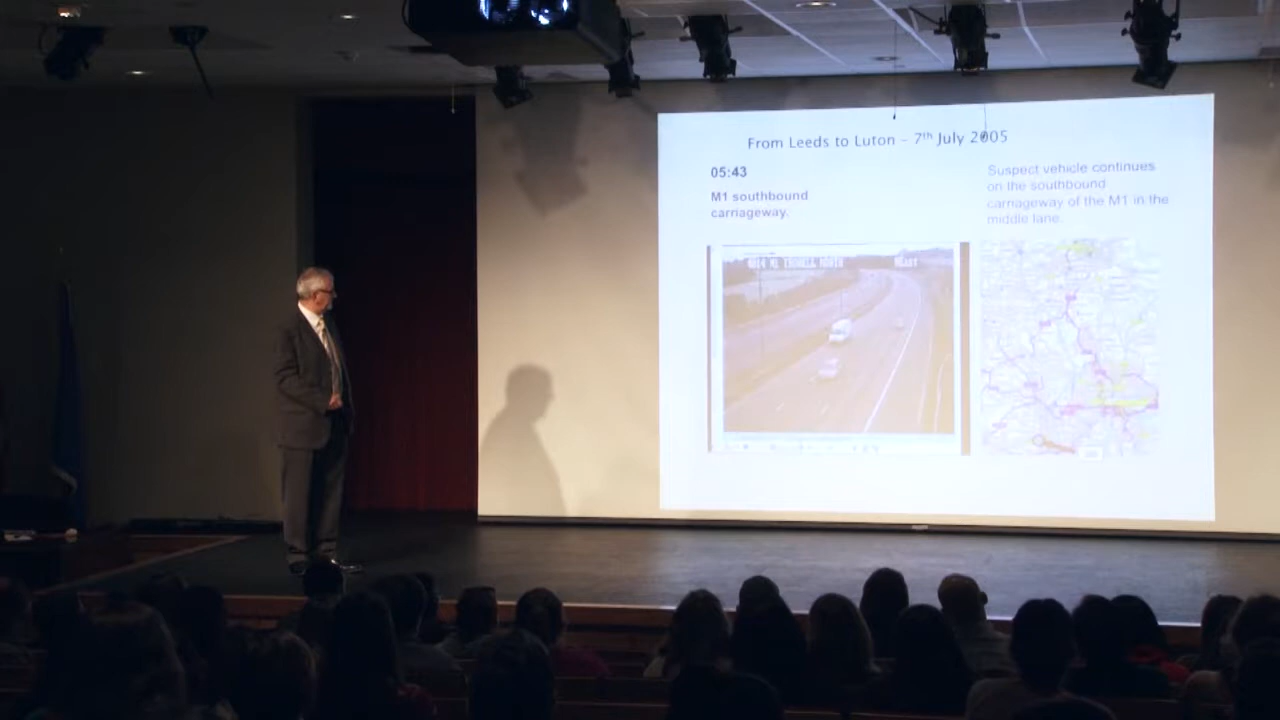 From Leeds to Luton – 7th July 2005
05:43
M1 southbound
carriageway.
Suspect vehicle continues
on the southbound
carriageway of the M1 in the
middle lane.